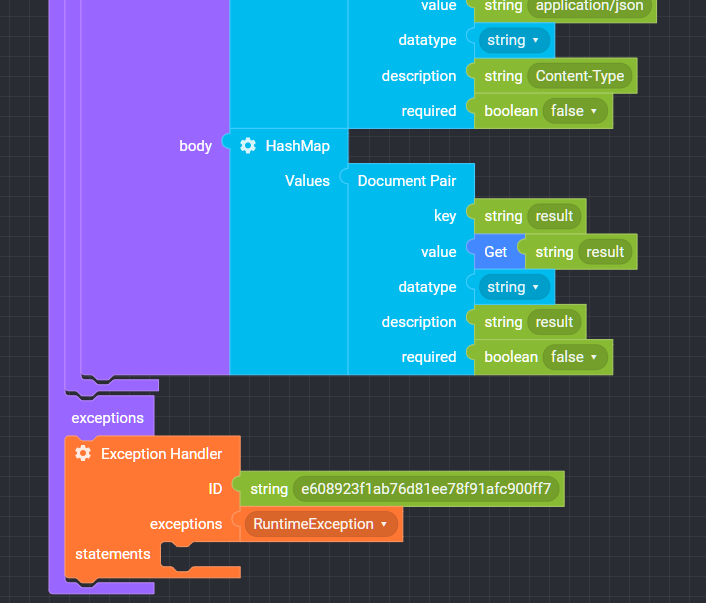 value string application/json
datatype string
description string Content-Type
required boolean false
body HashMap
Values Document Pair
key string result
value Get string result
datatype string
description string result
required boolean false
exceptions
Exception Handler
ID string e608923f1ab76d81ee78f91afc900ff7
exceptions RuntimeException
statements